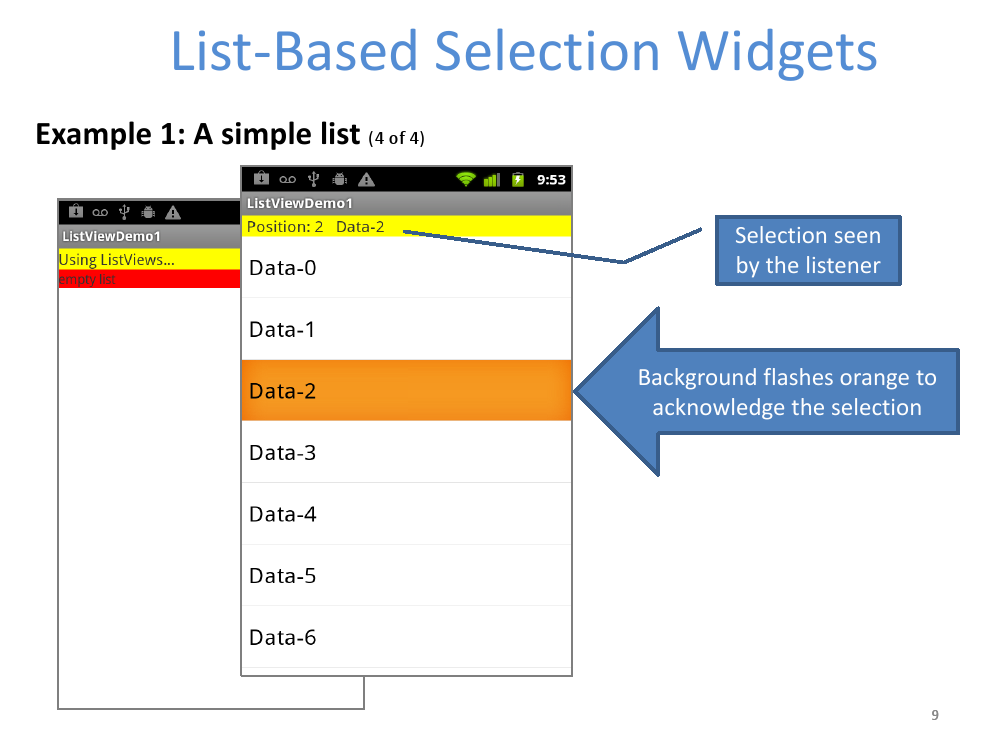 List-Based Selection Widgets
Example 1: A simple list (4 of 4)
ListViewDemo1
Using ListViews...
empty list
9:53
ListViewDemo1
Position: 2 Data-2
Data-0
Data-1
Data-2
Data-3
Data-4
Data-5
Data-6
Selection seen
by the listener
Background flashes orange to
acknowledge the selection
9